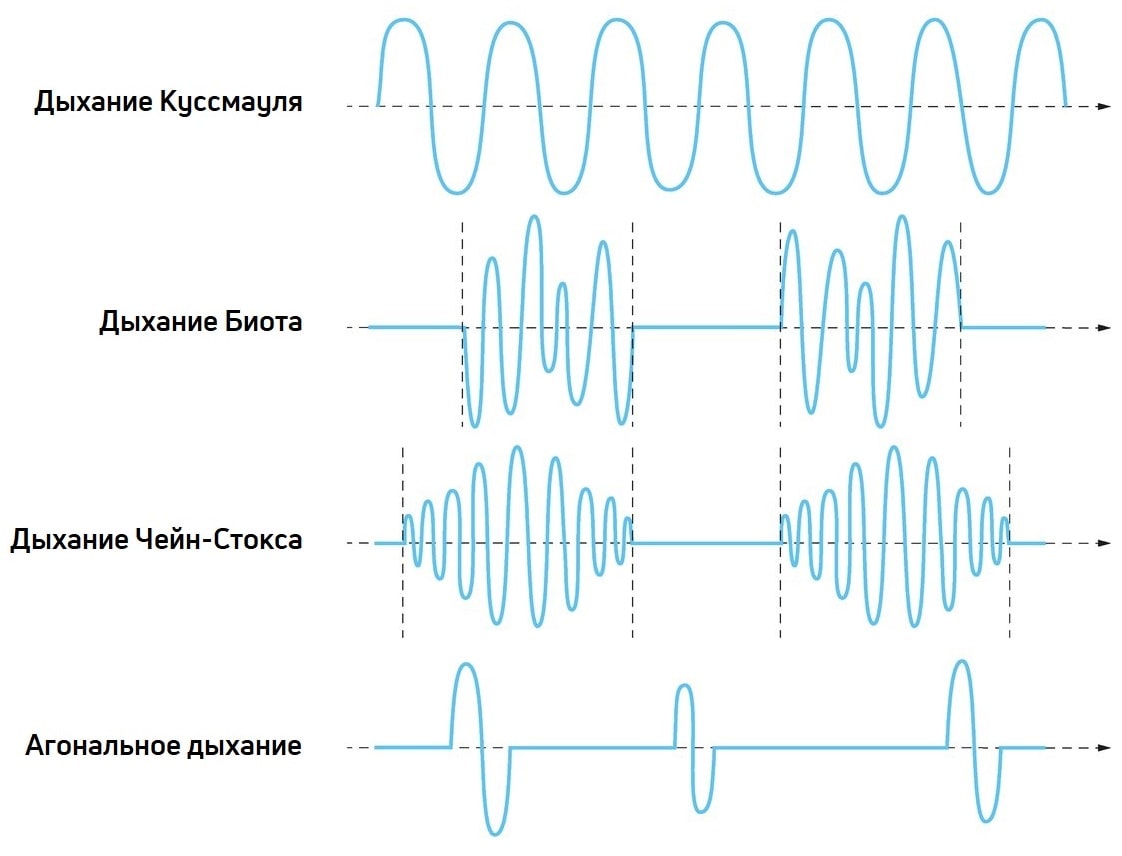 Дыхание Куссмауля
Дыхание Биота
Дыхание Чейн-Стокса
Агональное дыхание